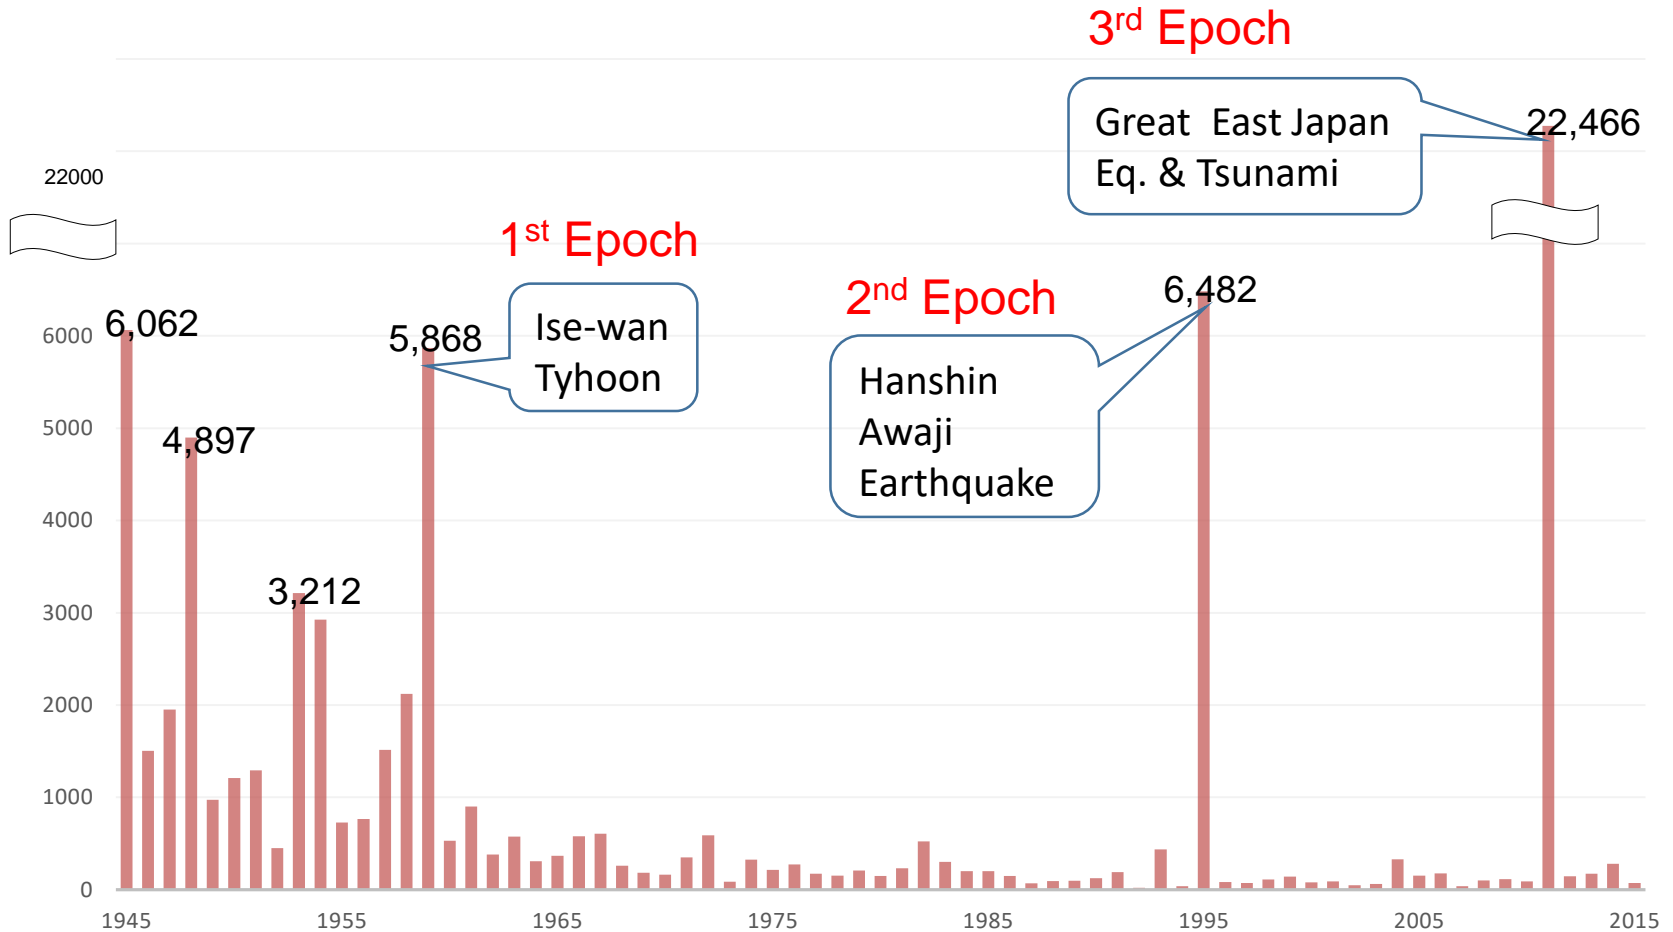 3rd Epoch
Great East Japan
Eq. & Tsunami
22,466
22000
1st Epoch
Ise-wan
Tyhoon
2nd Epoch
Hanshin
Awaji
Earthquake
6,482
6,062
5,868
4,897
3,212
6000
5000
4000
3000
2000
1000
0
1945 1955 1965 1975 1985 1995 2005 2015